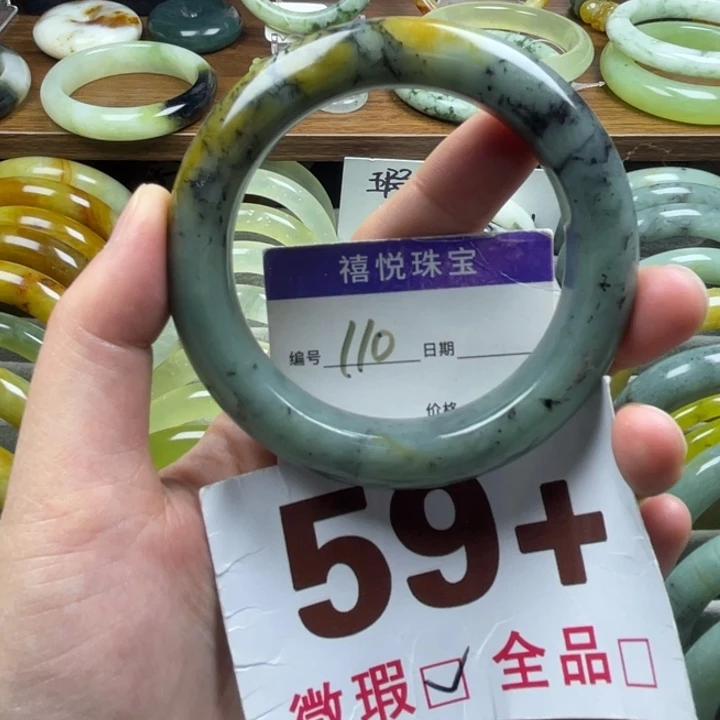 禧悦珠宝
编号 110 日期
价格
59+
微瑕☑ 全品□